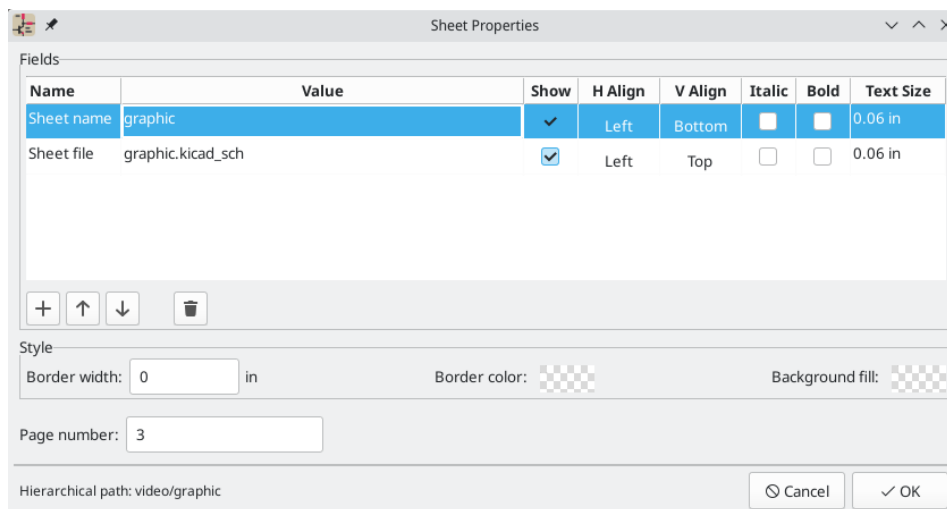 Sheet Properties
Fields
Name Value Show H Align V Align Italic Bold Text Size
Sheet name graphic Left Bottom 0.06 in
Sheet file graphic.kicad_sch Left Top 0.06 in
Style
Border width: 0 in Border color: Background fill:
Page number: 3
Hierarchical path: video/graphic Cancel OK